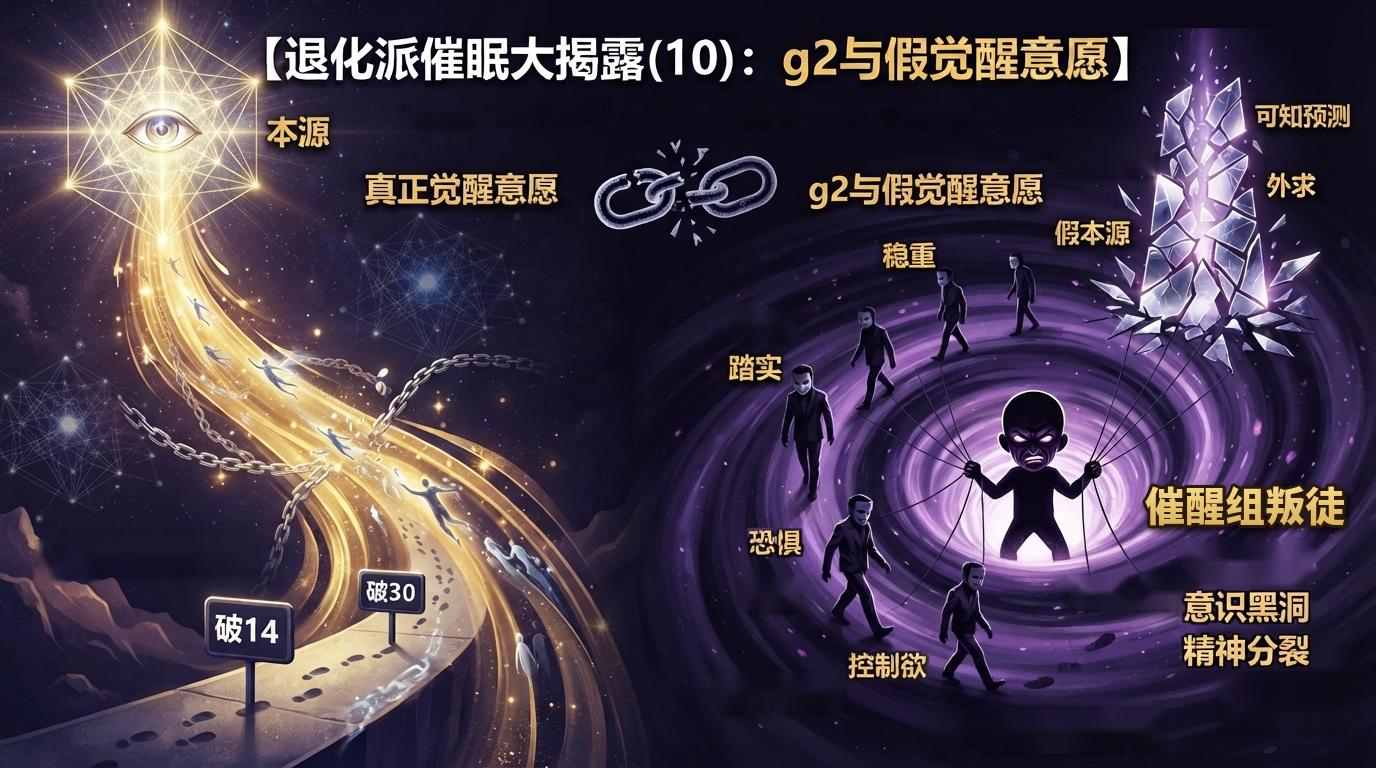 【退化派催眠大揭露(10)：g2与假觉醒意愿】
本源
真正觉醒意愿
g2与假觉醒意愿
可知预测
外求
假本源
稳重
踏实
恐惧
控制欲
催醒组叛徒
意识黑洞
精神分裂
破30
破14